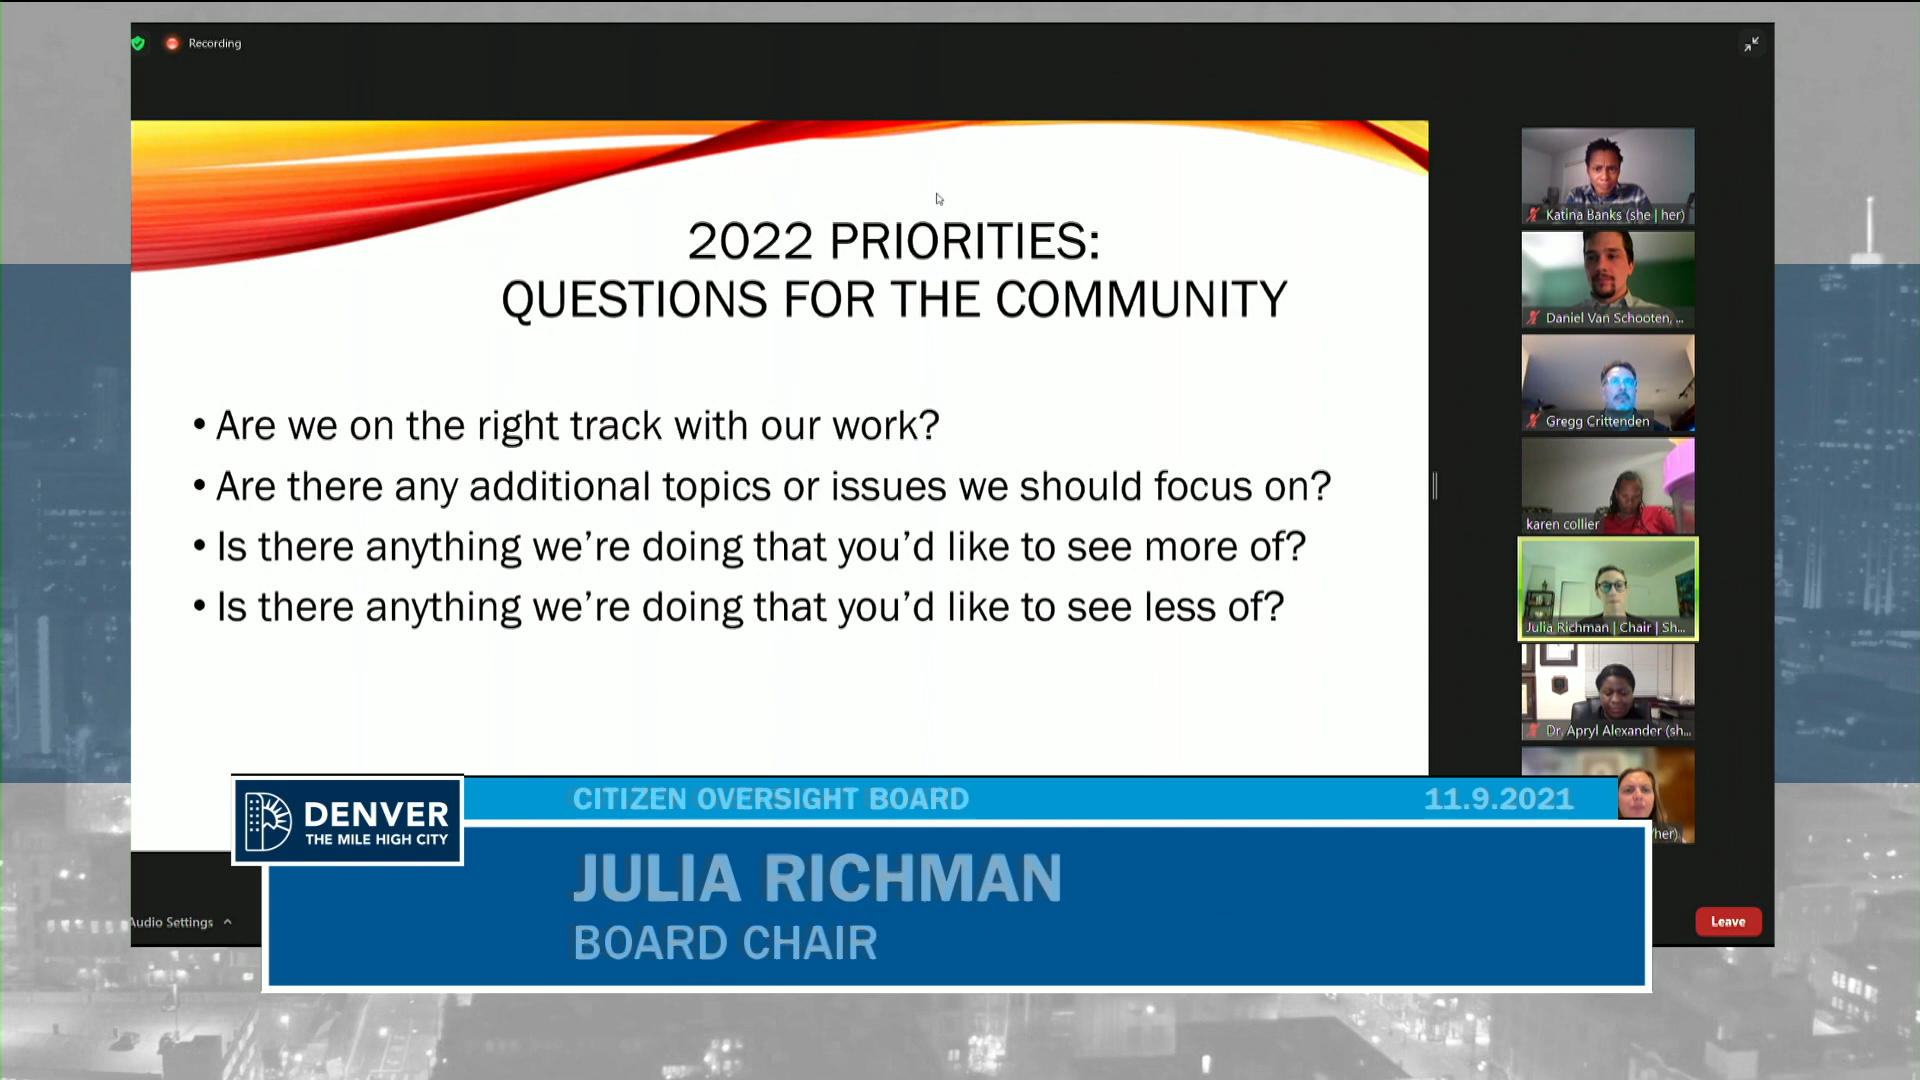 Recording
2022 PRIORITIES:
QUESTIONS FOR THE COMMUNITY
• Are we on the right track with our work?
• Are there any additional topics or issues we should focus on?
• Is there anything we're doing that you'd like to see more of?
• Is there anything we're doing that you'd like to see less of?
Katina Banks (she | her)
Daniel Van Schooten, ...
Gregg Crittenden
karen collier
Julia Richman | Chair | Sh...
Dr. Apryl Alexander (sh...
/her)
DENVER
THE MILE HIGH CITY
CITIZEN OVERSIGHT BOARD
11.9.2021
JULIA RICHMAN
BOARD CHAIR
Audio Settings
Leave